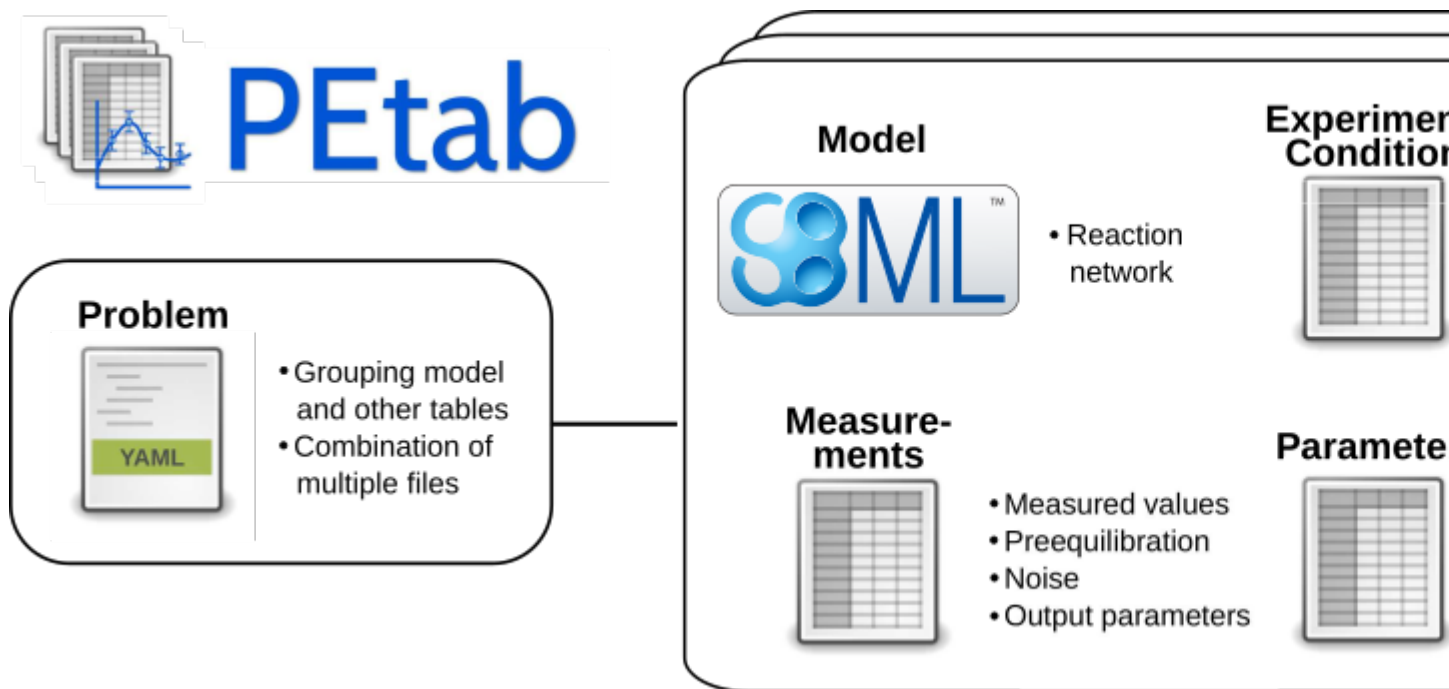 PEtab
Problem
YAML
• Grouping model
and other tables
• Combination of
multiple files
Model
SBML
TM
• Reaction
network
Experimen
Condition
Measure-
ments
• Measured values
• Preequilibration
• Noise
• Output parameters
Paramete